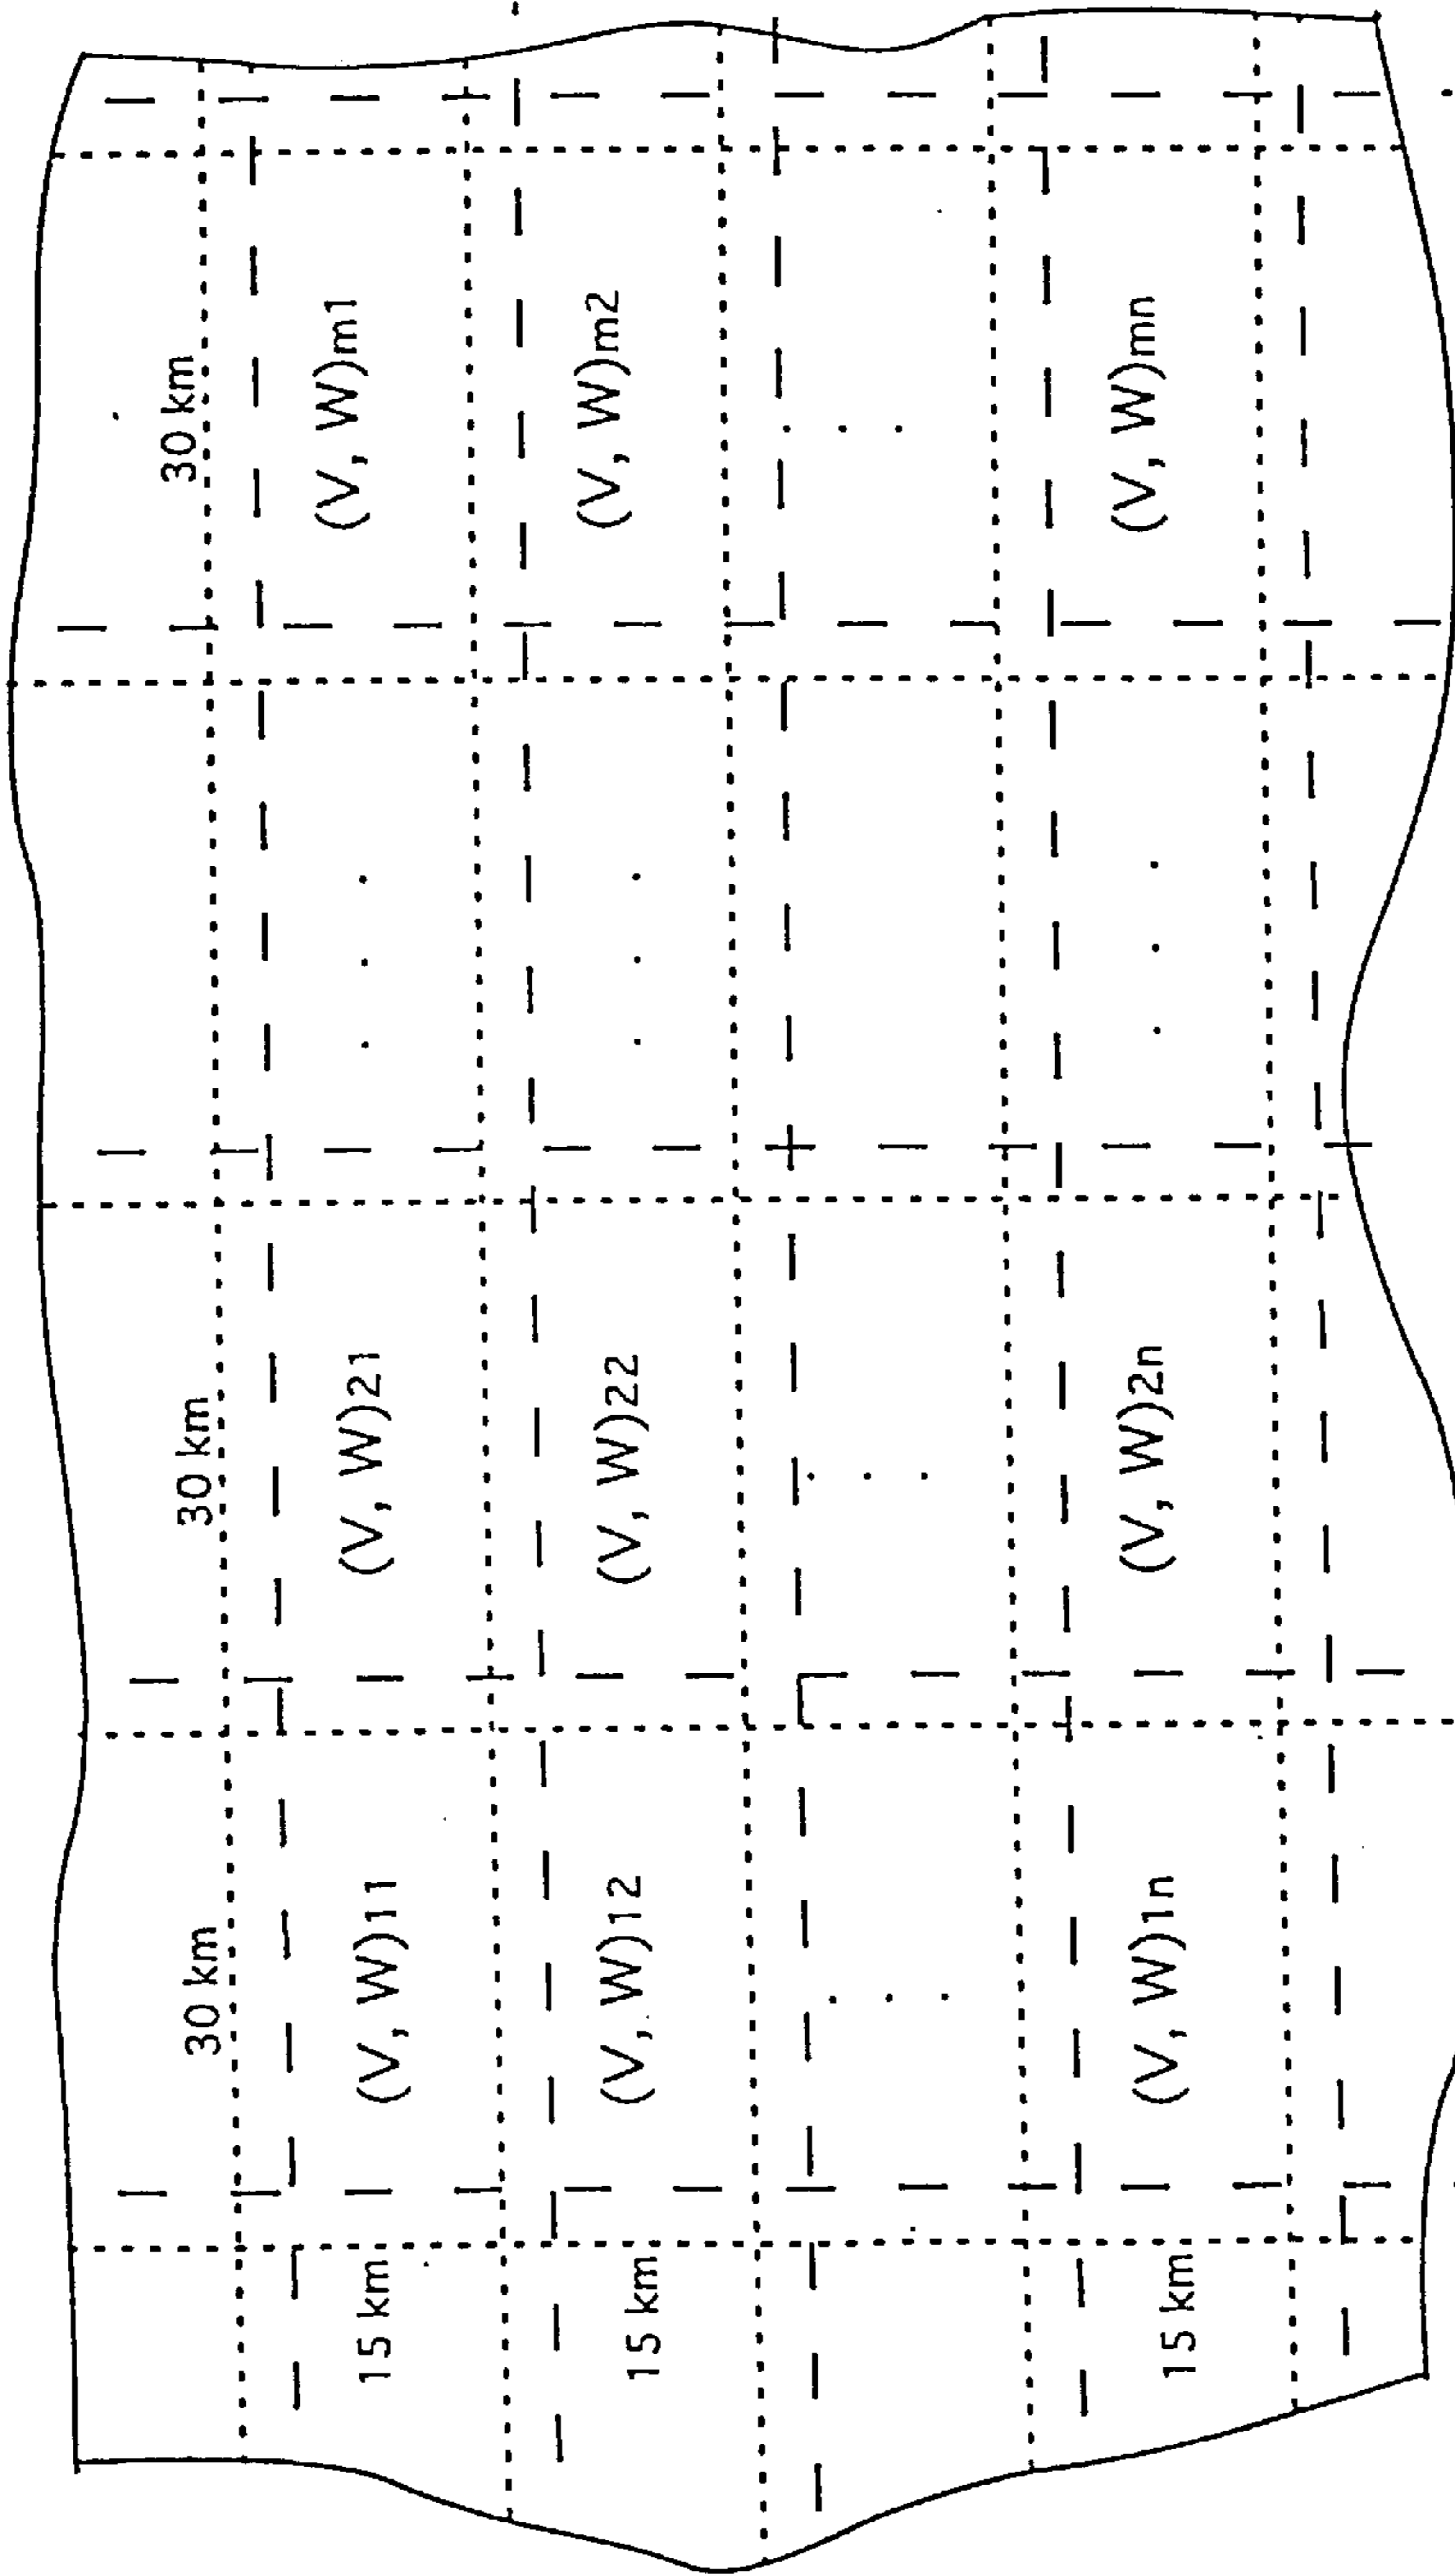 30 km 30 km 30 km
15 km (V, W)11 (V, W)21 . . . (V, W)m1
15 km (V, W)12 (V, W)22 . . . (V, W)m2
15 km (V, W)1n (V, W)2n . . . (V, W)mn